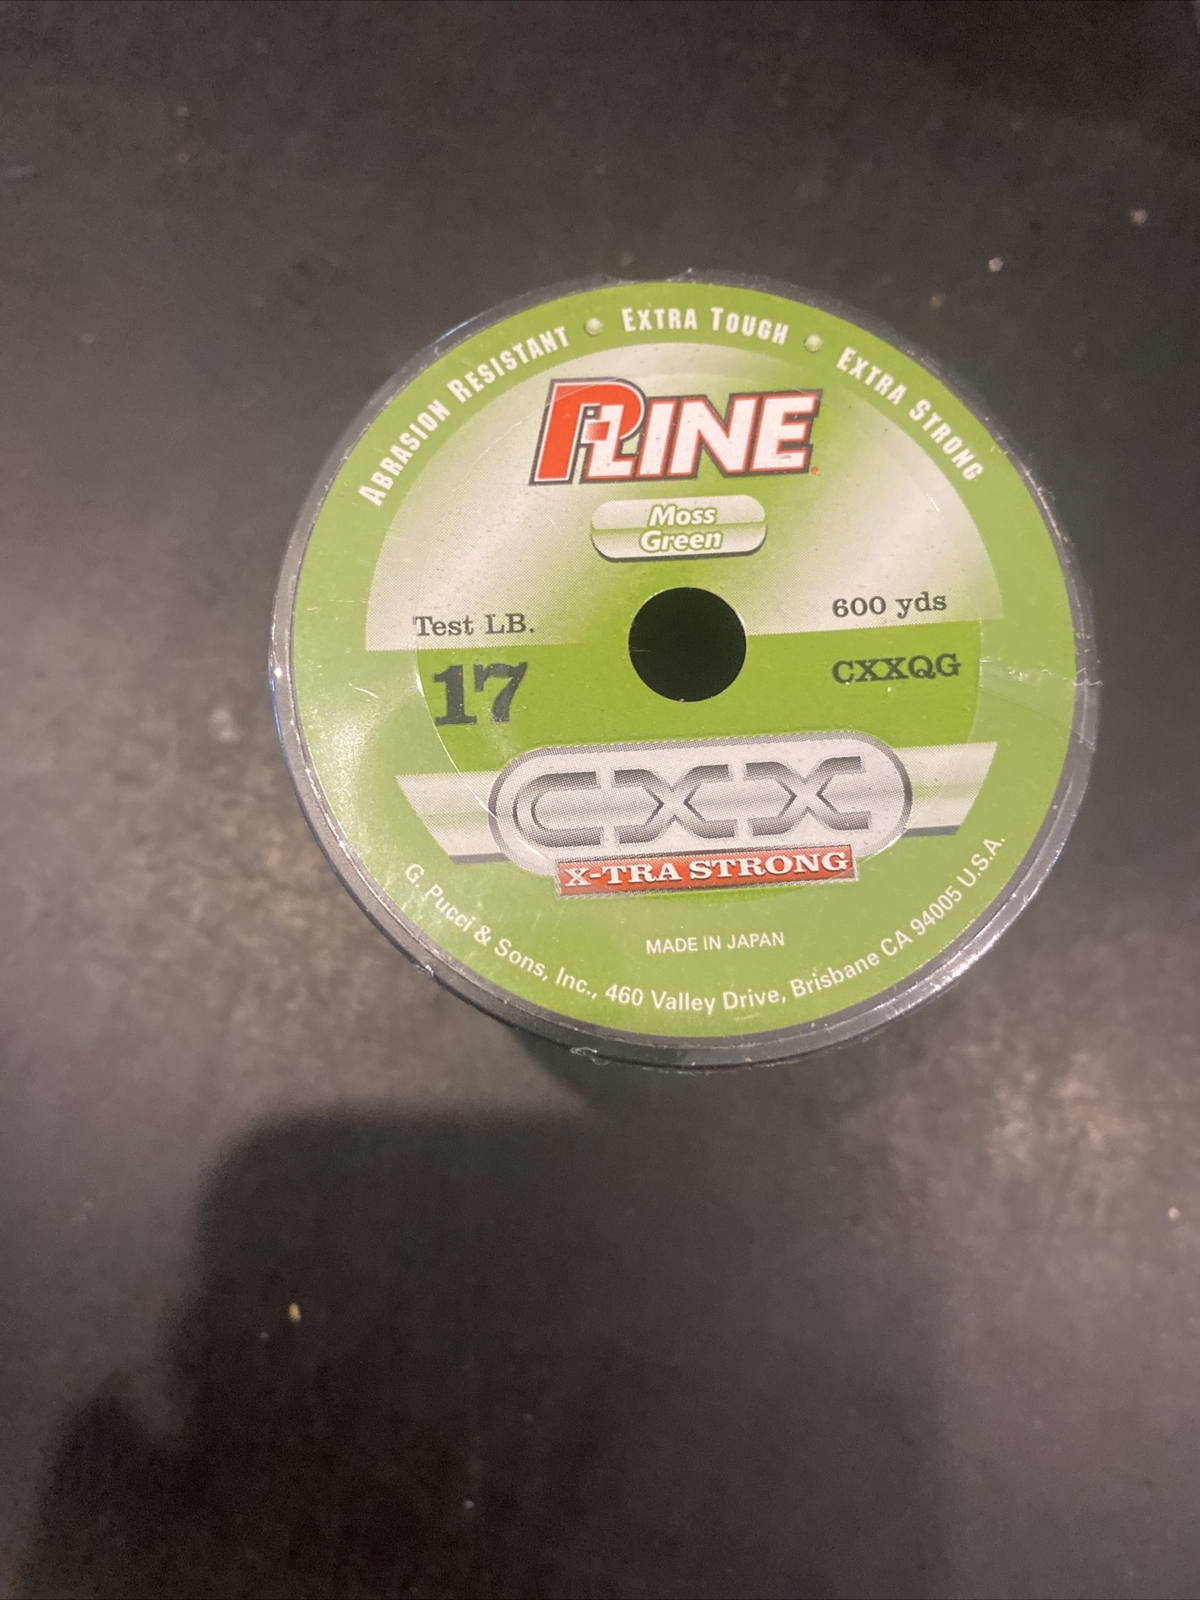 ABRASION RESISTANT • EXTRA TOUGH • EXTRA STRONG
P-LINE
Moss
Green
Test LB.
600 yds
17
CXXQG
CXX
X-TRA STRONG
MADE IN JAPAN
G. Pucci & Sons, Inc., 460 Valley Drive, Brisbane CA 94005 U.S.A.